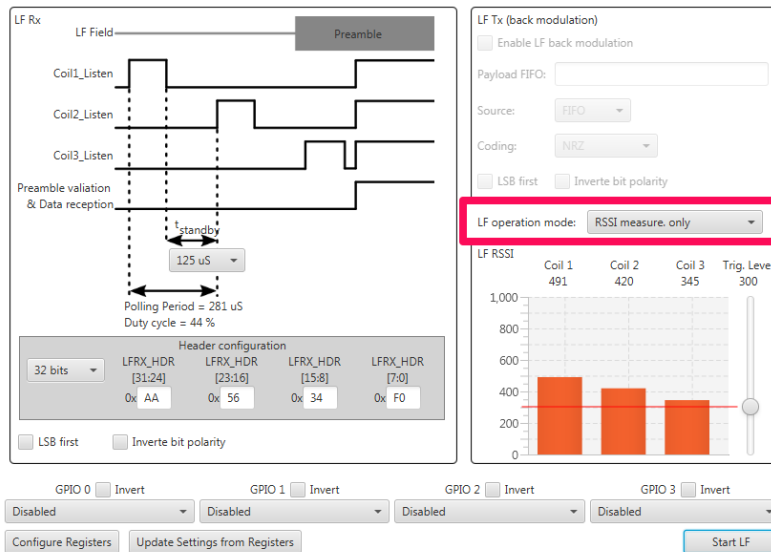 LF Rx
LF Field
Preamble
Coil1_Listen
Coil2_Listen
Coil3_Listen
Preamble valiation
& Data reception
tstandby
125 uS
Polling Period = 281 uS
Duty cycle = 44 %
Header configuration
32 bits
LFRX_HDR LFRX_HDR LFRX_HDR LFRX_HDR
[31:24] [23:16] [15:8] [7:0]
0x AA 0x 56 0x 34 0x F0
LSB first Inverte bit polarity
LF Tx (back modulation)
Enable LF back modulation
Payload FIFO:
Source: FIFO
Coding: NRZ
LSB first Inverte bit polarity
LF operation mode: RSSI measure. only
LF RSSI
Coil 1 Coil 2 Coil 3 Trig. Level
491 420 345 300
1,000
800
600
400
200
0
GPIO 0 Invert GPIO 1 Invert GPIO 2 Invert GPIO 3 Invert
Disabled Disabled Disabled Disabled
Configure Registers Update Settings from Registers Start LF